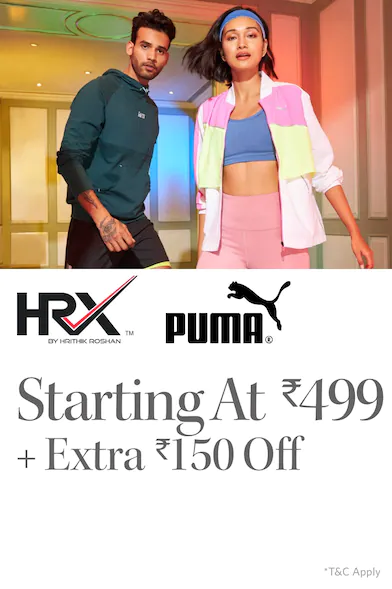 HRX
TM
BY HRITHIK ROSHAN
PUMA®
Starting At ₹499
+ Extra ₹150 Off
*T&C Apply